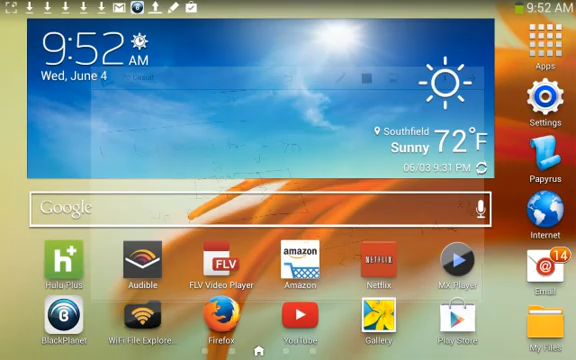 9:52 AM
9:52 AM
Wed, June 4
Southfield
Sunny 72°F
06/03 9:31 PM
Google
Apps
Settings
Papyrus
Internet
14
Email
My Files
h+
FLV
amazon
NETFLIX
Hulu Plus
Audible
FLV Video Player
Amazon
Netflix
MX Player
B
BlackPlanet
WiFi File Explore...
Firefox
YouTube
Gallery
Play Store